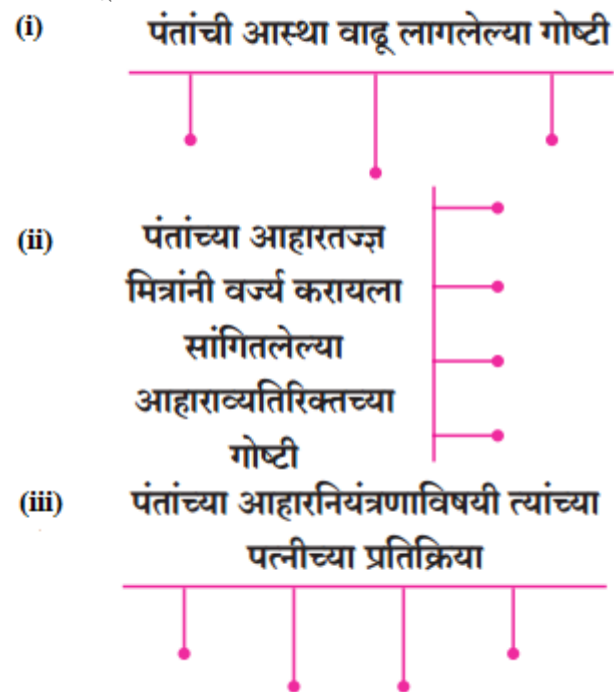 (i) पंतांची आस्था वाढू लागलेल्या गोष्टी
(ii) पंतांच्या आहारतज्ज्ञ
मित्रांनी वर्ज्य करायला
सांगितलेल्या
आहाराव्यतिरिक्तच्या
गोष्टी
(iii) पंतांच्या आहारनियंत्रणाविषयी त्यांच्या
पत्नीच्या प्रतिक्रिया